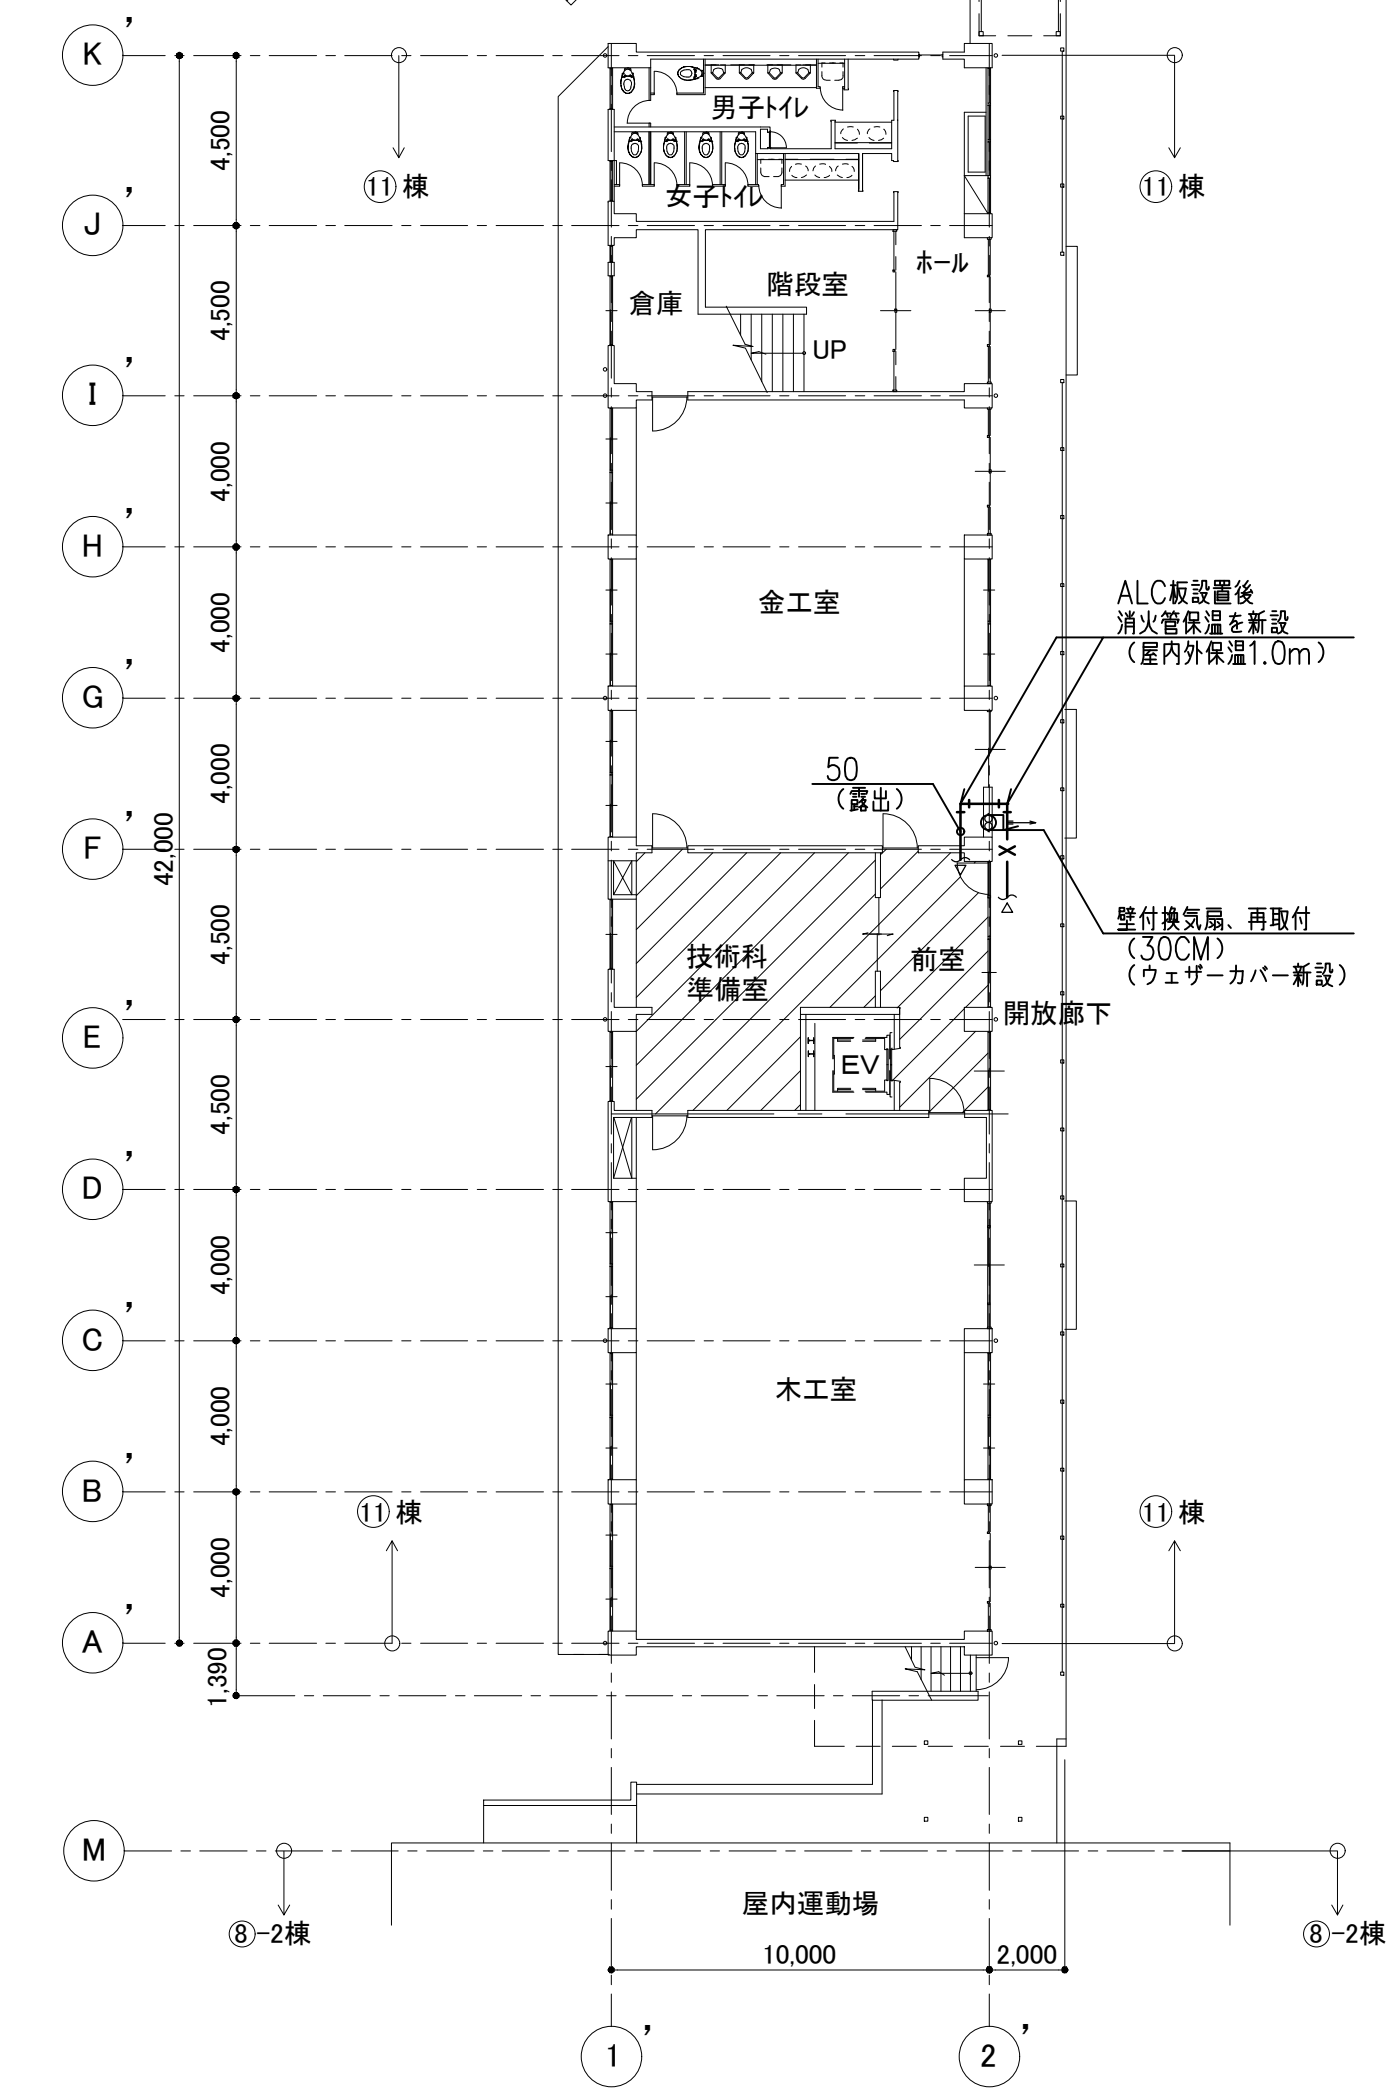 K'
4,500
⑪棟
⑪棟
男子トイレ
女子トイレ
J'
4,500
倉庫
階段室
ホール
UP
I'
4,000
H'
4,000
金工室
ALC板設置後
消火管保温を新設
（屋内外保温1.0m）
G'
4,000
50
（露出）
42,000
F'
4,500
壁付換気扇、再取付
（30CM）
（ウェザーカバー新設）
技術科
準備室
前室
開放廊下
E'
EV
4,500
D'
4,000
C'
4,000
木工室
B'
⑪棟
⑪棟
4,000
A'
1,390
M
屋内運動場
⑧-2棟
⑧-2棟
10,000
2,000
1'
2'